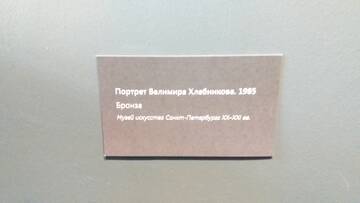 Портрет Велимира Хлебникова. 1985
Бронза
Музей искусства Санкт-Петербурга XX-XXI вв.